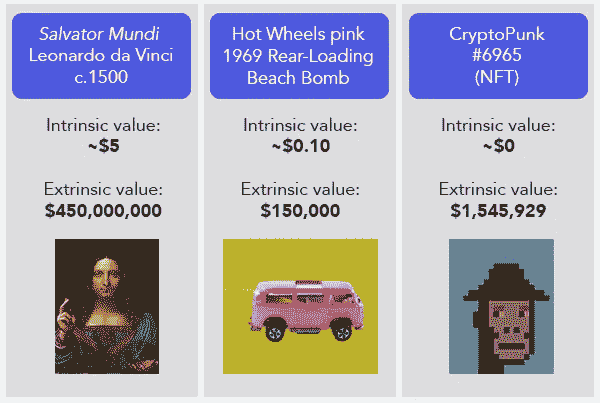 Salvator Mundi
Leonardo da Vinci
c.1500
Intrinsic value:
~$5
Extrinsic value:
$450,000,000
Hot Wheels pink
1969 Rear-Loading
Beach Bomb
Intrinsic value:
~$0.10
Extrinsic value:
$150,000
CryptoPunk
#6965
(NFT)
Intrinsic value:
~$0
Extrinsic value:
$1,545,929